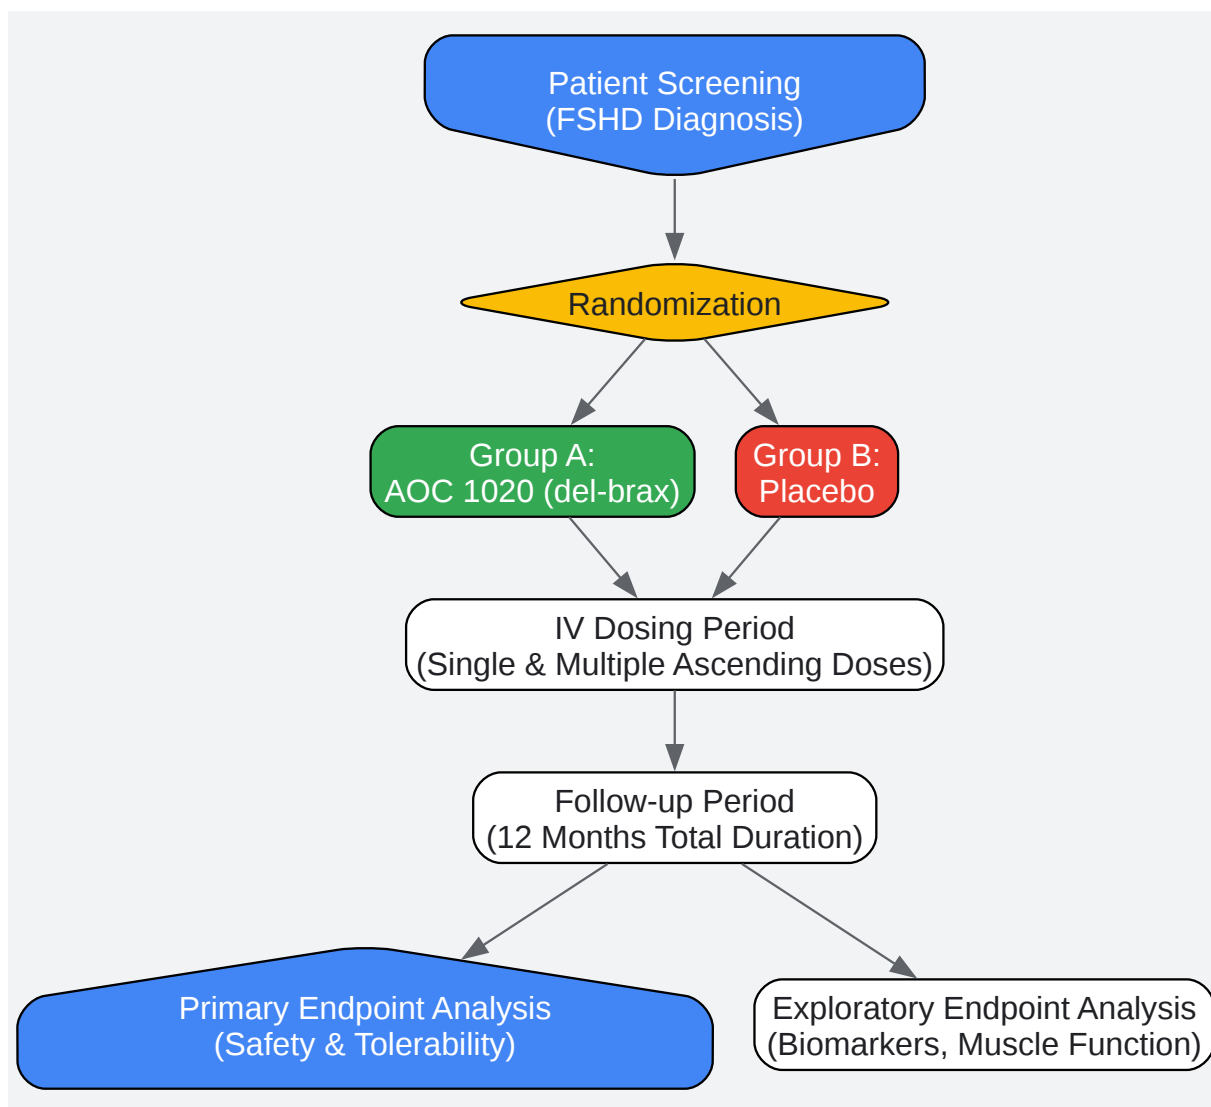 Patient Screening
(FSHD Diagnosis)
Randomization
Group A:
AOC 1020 (del-brax)
Group B:
Placebo
IV Dosing Period
(Single & Multiple Ascending Doses)
Follow-up Period
(12 Months Total Duration)
Primary Endpoint Analysis
(Safety & Tolerability)
Exploratory Endpoint Analysis
(Biomarkers, Muscle Function)